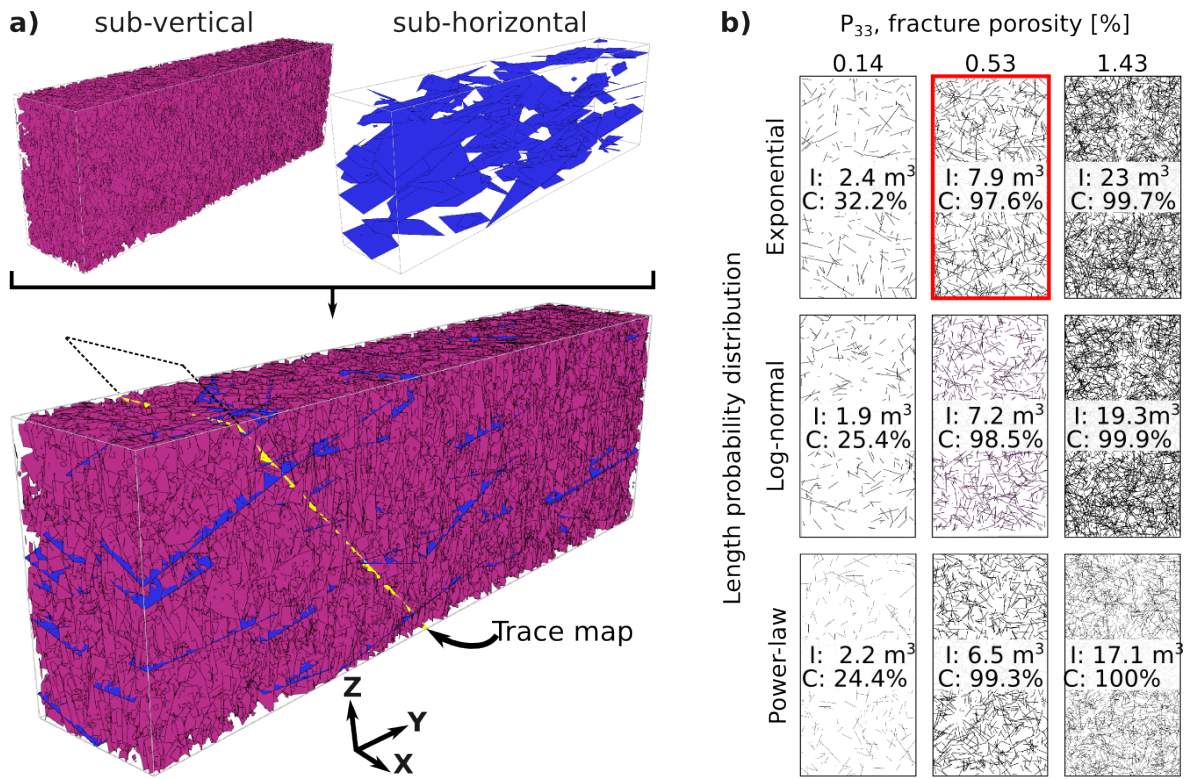 a)
sub-vertical
sub-horizontal
Trace map
Z
Y
X
b)
P₃₃, fracture porosity [%]
0.14 0.53 1.43
Length probability distribution
Exponential
I: 2.4 m³
C: 32.2%
I: 7.9 m³
C: 97.6%
I: 23 m³
C: 99.7%
Log-normal
I: 1.9 m³
C: 25.4%
I: 7.2 m³
C: 98.5%
I: 19.3m³
C: 99.9%
Power-law
I: 2.2 m³
C: 24.4%
I: 6.5 m³
C: 99.3%
I: 17.1 m³
C: 100%